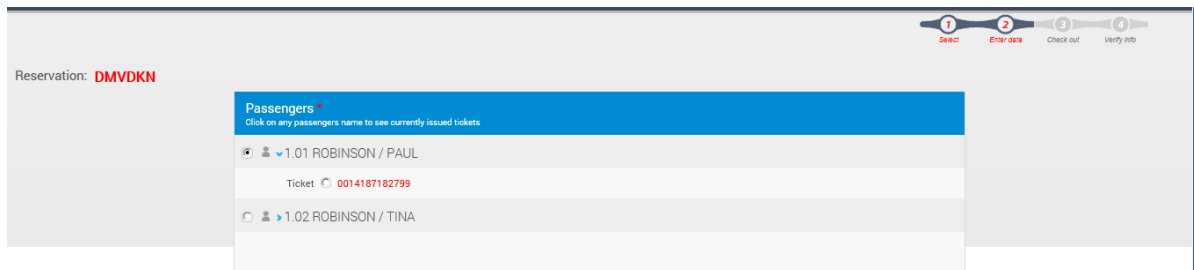 1 2 3 4
Select Enter data Check out Verify info
Reservation: DMVDKN
Passengers *
Click on any passengers name to see currently issued tickets
1.01 ROBINSON / PAUL
Ticket 0014187182799
1.02 ROBINSON / TINA